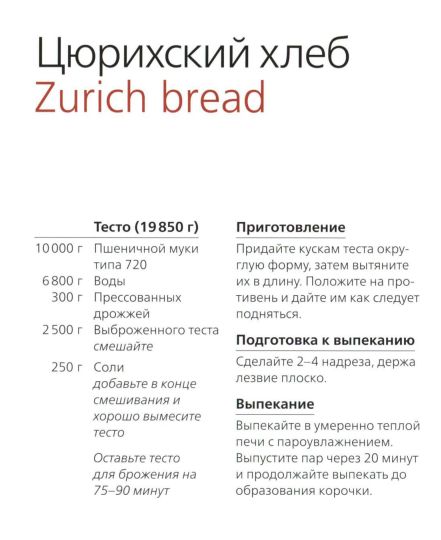 Цюрихский хлеб
Zurich bread
Тесто (19 850 г)
10 000 г Пшеничной муки
типа 720
6 800 г Воды
300 г Прессованных
дрожжей
2 500 г Выброженного теста
смешайте
250 г Соли
добавьте в конце
смешивания и
хорошо вымесите
тесто
Оставьте тесто
для брожения на
75–90 минут
Приготовление
Придайте кускам теста окру-
глую форму, затем вытяните
их в длину. Положите на про-
тивень и дайте им как следует
подняться.
Подготовка к выпеканию
Сделайте 2–4 надреза, держа
лезвие плоско.
Выпекание
Выпекайте в умеренно теплой
печи с пароувлажнением.
Выпустите пар через 20 минут
и продолжайте выпекать до
образования корочки.